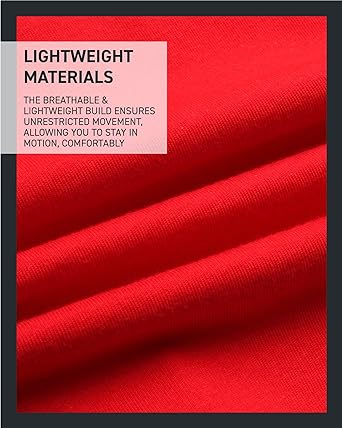 LIGHTWEIGHT
MATERIALS
THE BREATHABLE &
LIGHTWEIGHT BUILD ENSURES
UNRESTRICTED MOVEMENT,
ALLOWING YOU TO STAY IN
MOTION, COMFORTABLY